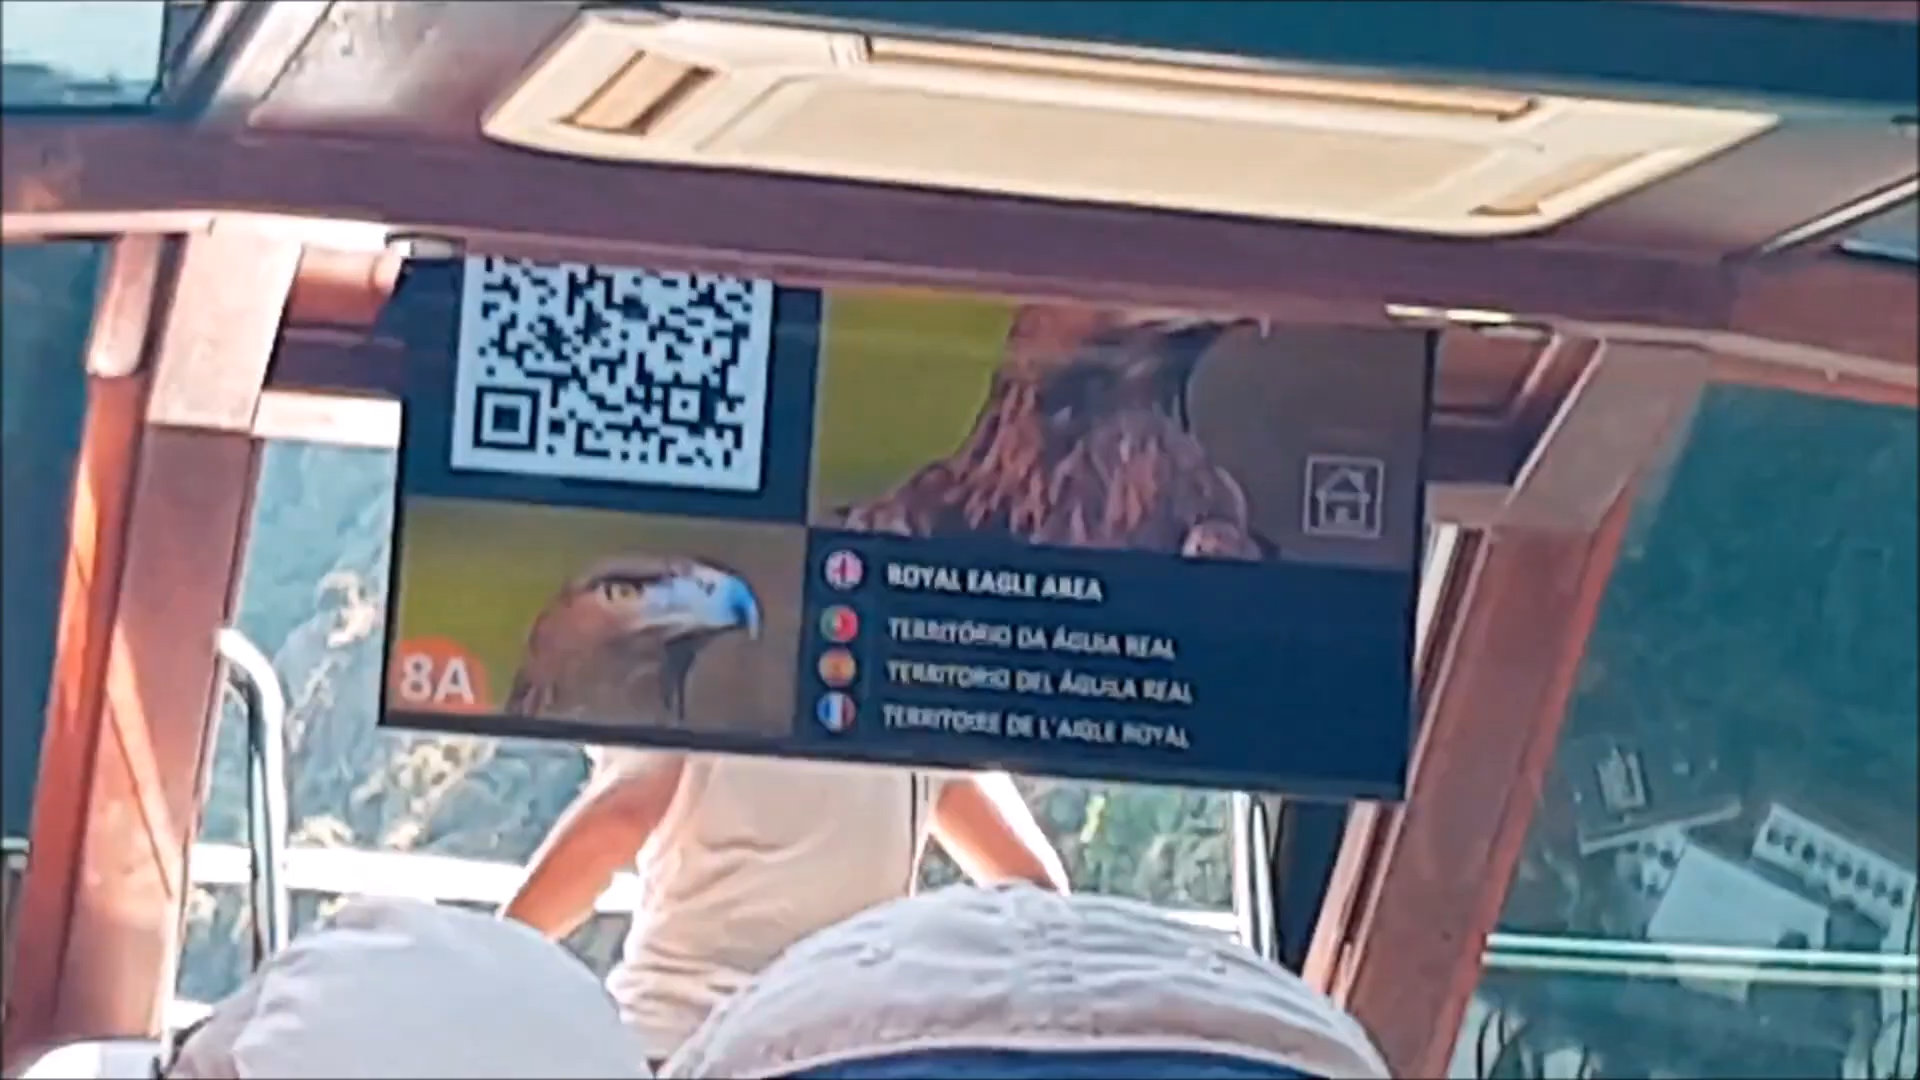 8A
ROYAL EAGLE AREA
TERRITÓRIO DA ÁGUIA REAL
TERRITORIO DEL ÁGUILA REAL
TERRITOIRE DE L'AIGLE ROYAL